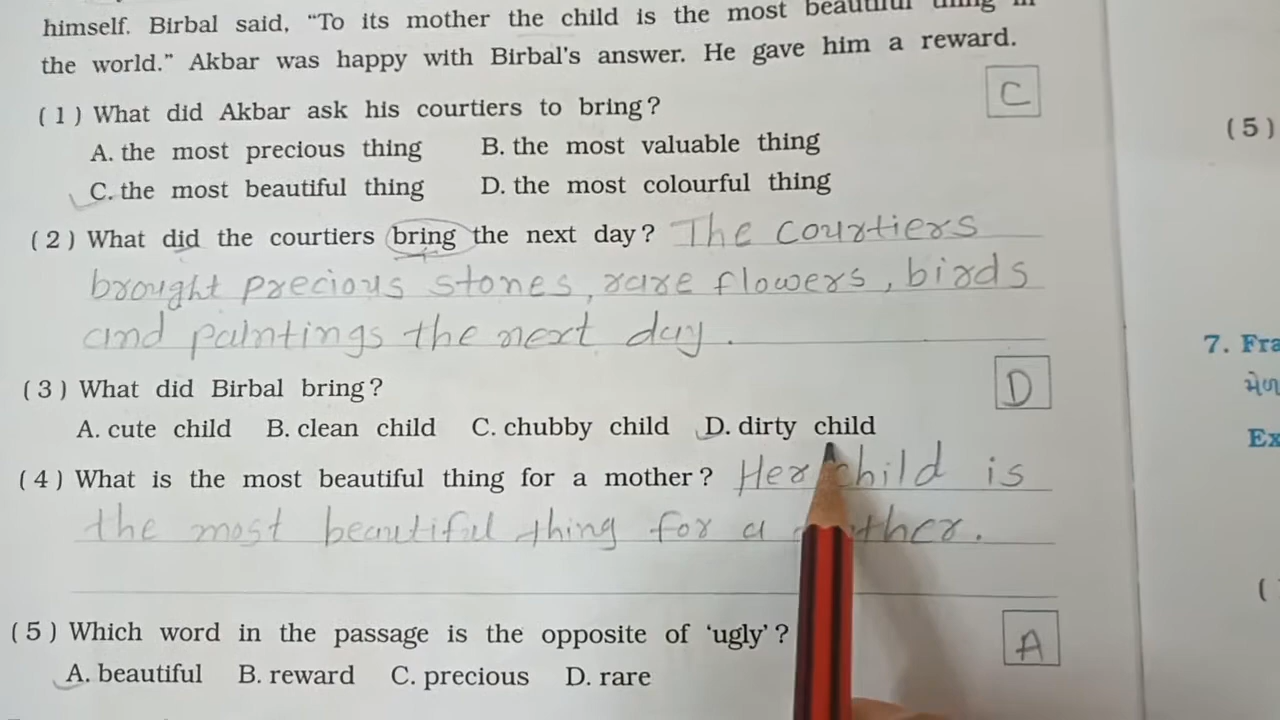 himself. Birbal said, "To its mother the child is the most beautiful thing in
the world." Akbar was happy with Birbal's answer. He gave him a reward.
(1) What did Akbar ask his courtiers to bring? C
A. the most precious thing B. the most valuable thing
C. the most beautiful thing D. the most colourful thing
(2) What did the courtiers bring the next day? The courtiers
brought precious stones, rare flowers, birds
and paintings the next day.
(3) What did Birbal bring? D
A. cute child B. clean child C. chubby child D. dirty child
(4) What is the most beautiful thing for a mother? Her child is
the most beautiful thing for a mother.
(5) Which word in the passage is the opposite of 'ugly'? A
A. beautiful B. reward C. precious D. rare
(5)
7. Fra
Ex
(